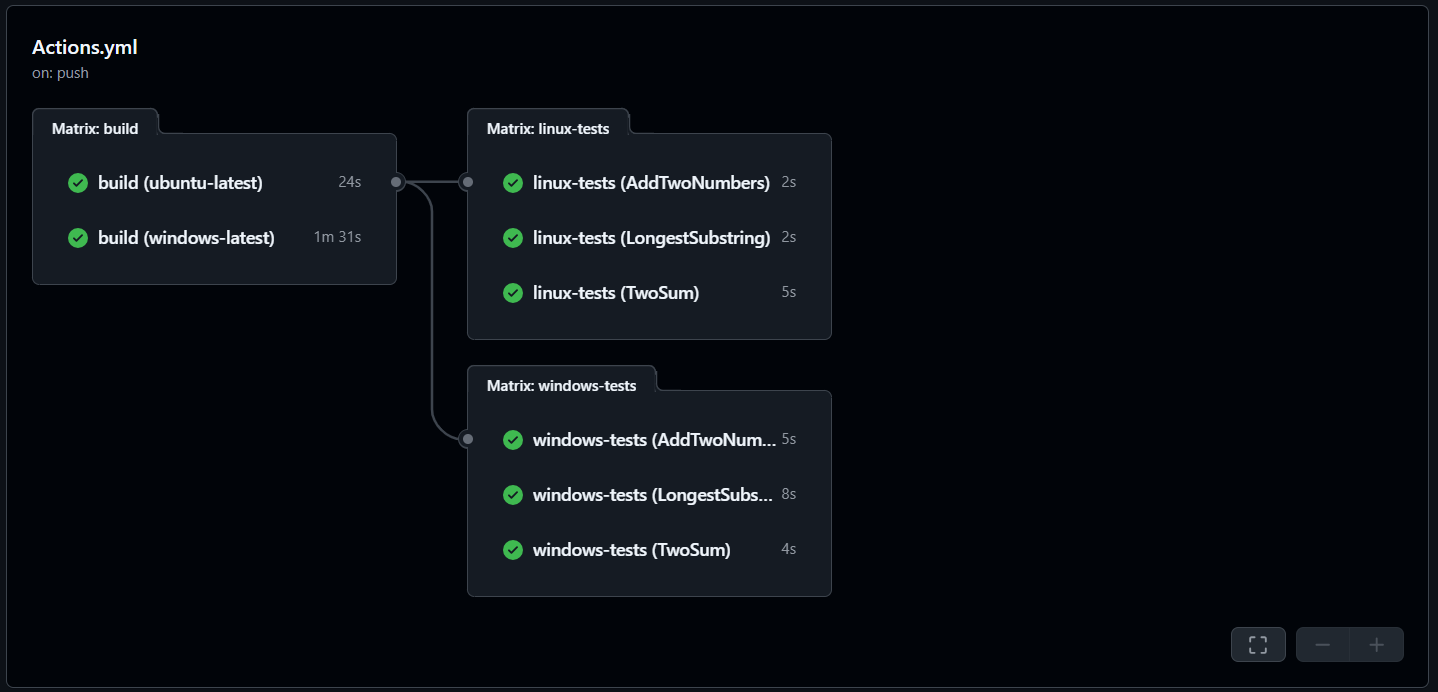 Actions.yml
on: push
Matrix: build
build (ubuntu-latest) 24s
build (windows-latest) 1m 31s
Matrix: linux-tests
linux-tests (AddTwoNumbers) 2s
linux-tests (LongestSubstring) 2s
linux-tests (TwoSum) 5s
Matrix: windows-tests
windows-tests (AddTwoNum... 5s
windows-tests (LongestSubs... 8s
windows-tests (TwoSum) 4s